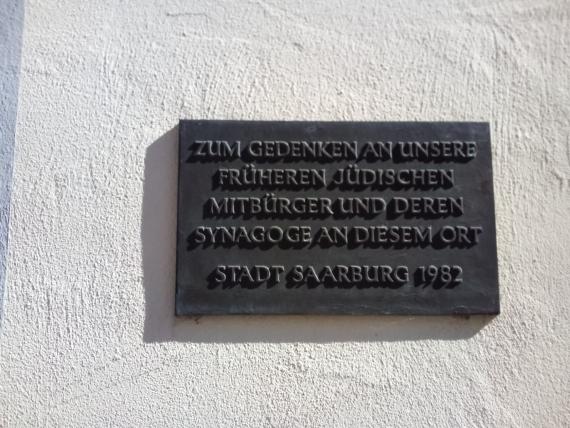 ZUM GEDENKEN AN UNSERE
FRÜHEREN JÜDISCHEN
MITBÜRGER UND DEREN
SYNAGOGE AN DIESEM ORT
STADT SAARBURG 1982